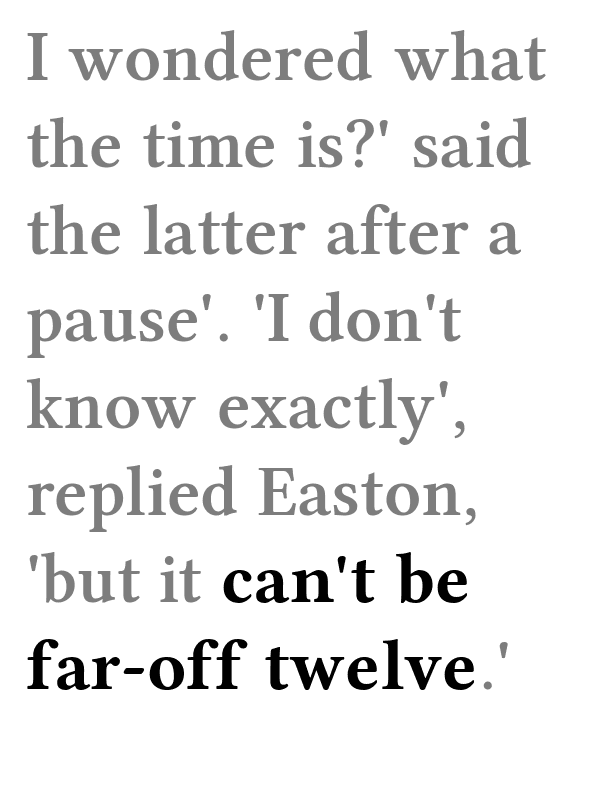 I wondered what
the time is?' said
the latter after a
pause'. 'I don't
know exactly',
replied Easton,
'but it can't be
far-off twelve.'